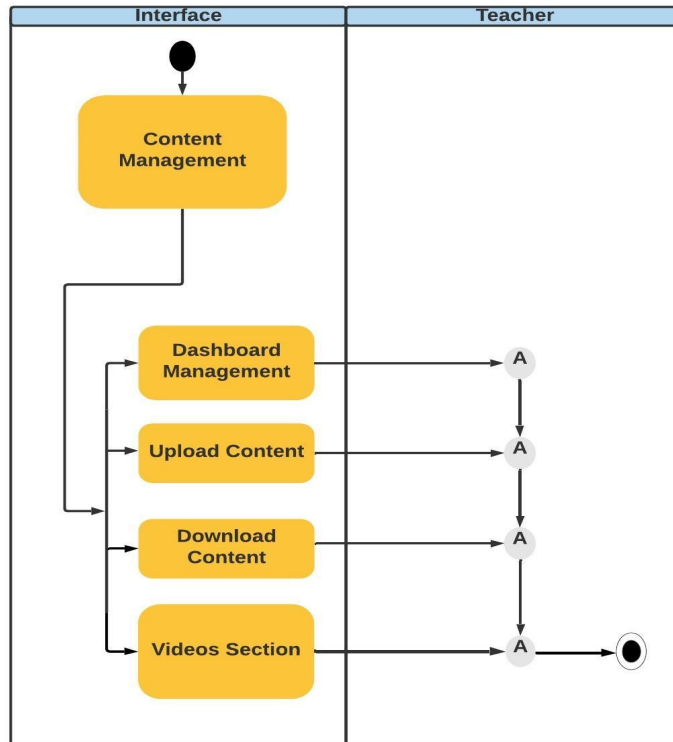 Interface
Teacher
Content
Management
Dashboard
Management
A
Upload Content
A
Download
Content
A
Videos Section
A